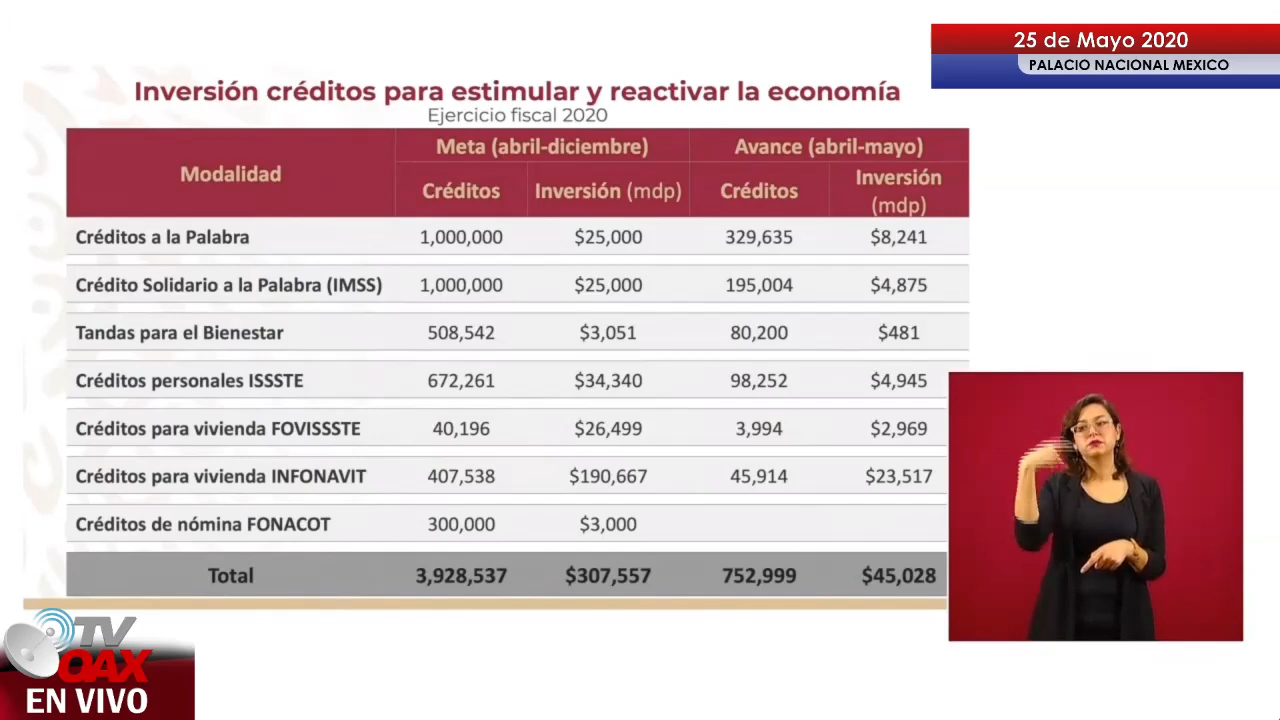 25 de Mayo 2020
PALACIO NACIONAL MEXICO
Inversión créditos para estimular y reactivar la economía
Ejercicio fiscal 2020
Modalidad Meta (abril-diciembre) Avance (abril-mayo)
Créditos Inversión (mdp) Créditos Inversión (mdp)
Créditos a la Palabra 1,000,000 $25,000 329,635 $8,241
Crédito Solidario a la Palabra (IMSS) 1,000,000 $25,000 195,004 $4,875
Tandas para el Bienestar 508,542 $3,051 80,200 $481
Créditos personales ISSSTE 672,261 $34,340 98,252 $4,945
Créditos para vivienda FOVISSSTE 40,196 $26,499 3,994 $2,969
Créditos para vivienda INFONAVIT 407,538 $190,667 45,914 $23,517
Créditos de nómina FONACOT 300,000 $3,000
Total 3,928,537 $307,557 752,999 $45,028
TV
OAX
EN VIVO